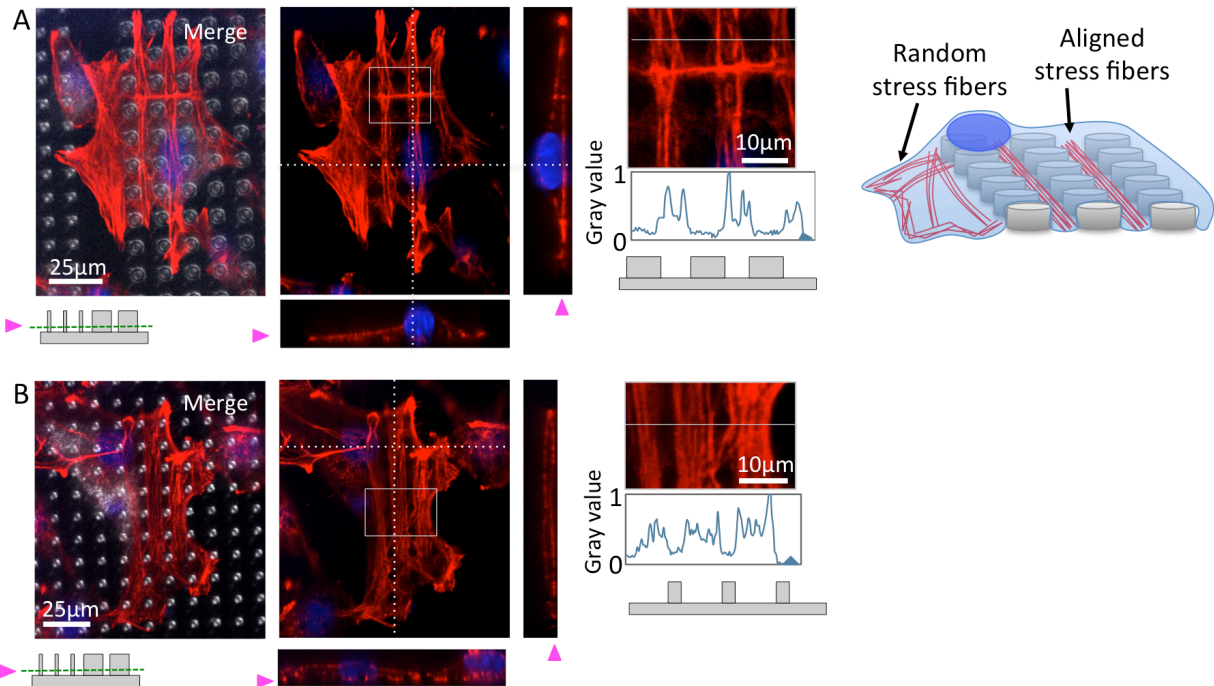 A
Merge
25µm
10µm
Gray value
1
0
Random
stress fibers
Aligned
stress fibers
B
Merge
25µm
10µm
Gray value
1
0